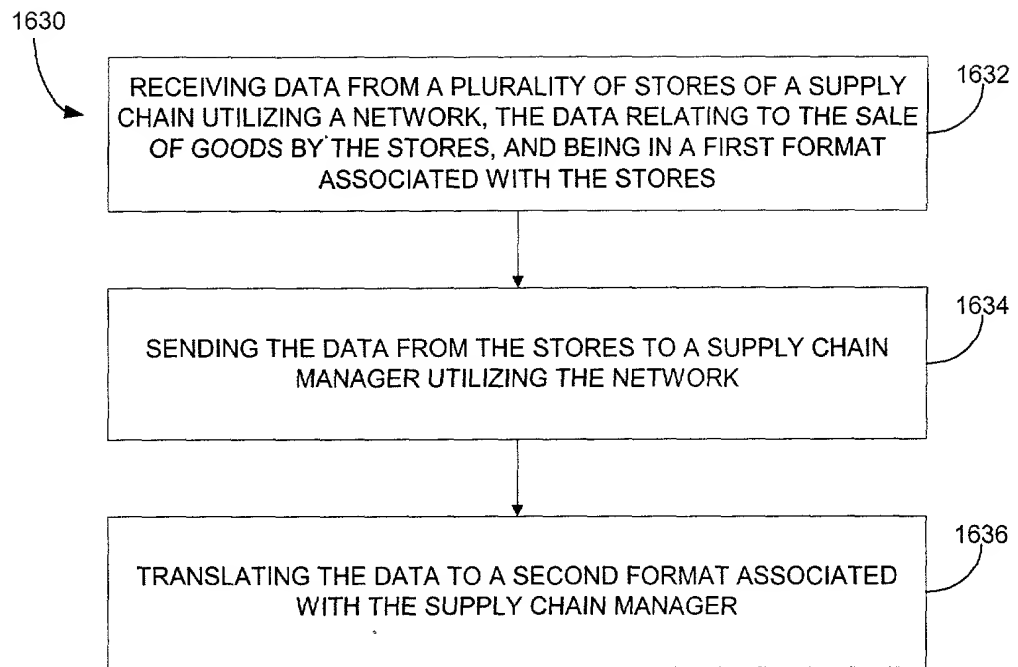 1630
RECEIVING DATA FROM A PLURALITY OF STORES OF A SUPPLY
CHAIN UTILIZING A NETWORK, THE DATA RELATING TO THE SALE
OF GOODS BY THE STORES, AND BEING IN A FIRST FORMAT
ASSOCIATED WITH THE STORES
1632
SENDING THE DATA FROM THE STORES TO A SUPPLY CHAIN
MANAGER UTILIZING THE NETWORK
1634
TRANSLATING THE DATA TO A SECOND FORMAT ASSOCIATED
WITH THE SUPPLY CHAIN MANAGER
1636